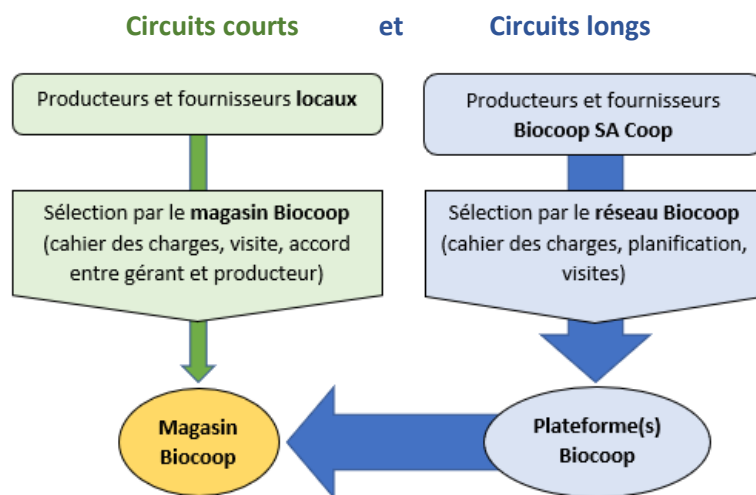 Circuits courts et Circuits longs
Producteurs et fournisseurs locaux
Producteurs et fournisseurs
Biocoop SA Coop
Sélection par le magasin Biocoop
(cahier des charges, visite, accord
entre gérant et producteur)
Sélection par le réseau Biocoop
(cahier des charges, planification,
visites)
Magasin
Biocoop
Plateforme(s)
Biocoop